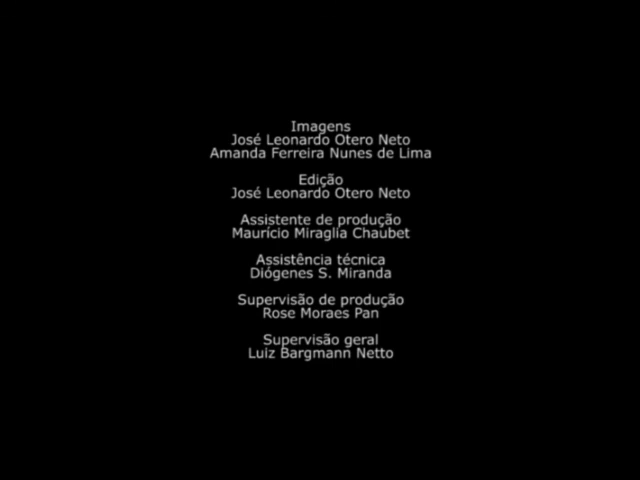 Imagens
José Leonardo Otero Neto
Amanda Ferreira Nunes de Lima
Edição
José Leonardo Otero Neto
Assistente de produção
Maurício Miraglia Chaubet
Assistência técnica
Diógenes S. Miranda
Supervisão de produção
Rose Moraes Pan
Supervisão geral
Luiz Bargmann Netto